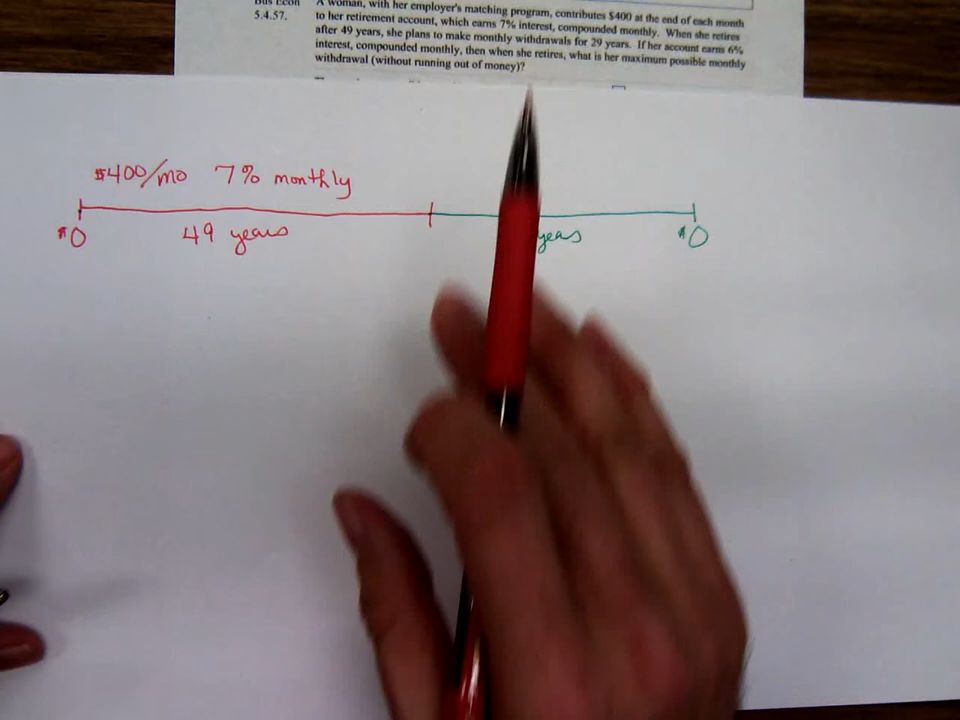 Bus Econ
5.4.57.
A woman, with her employer's matching program, contributes $400 at the end of each month
to her retirement account, which earns 7% interest, compounded monthly. When she retires
after 49 years, she plans to make monthly withdrawals for 29 years. If her account earns 6%
interest, compounded monthly, then when she retires, what is her maximum possible monthly
withdrawal (without running out of money)?
$400/mo 7% monthly
$0 49 years years $0